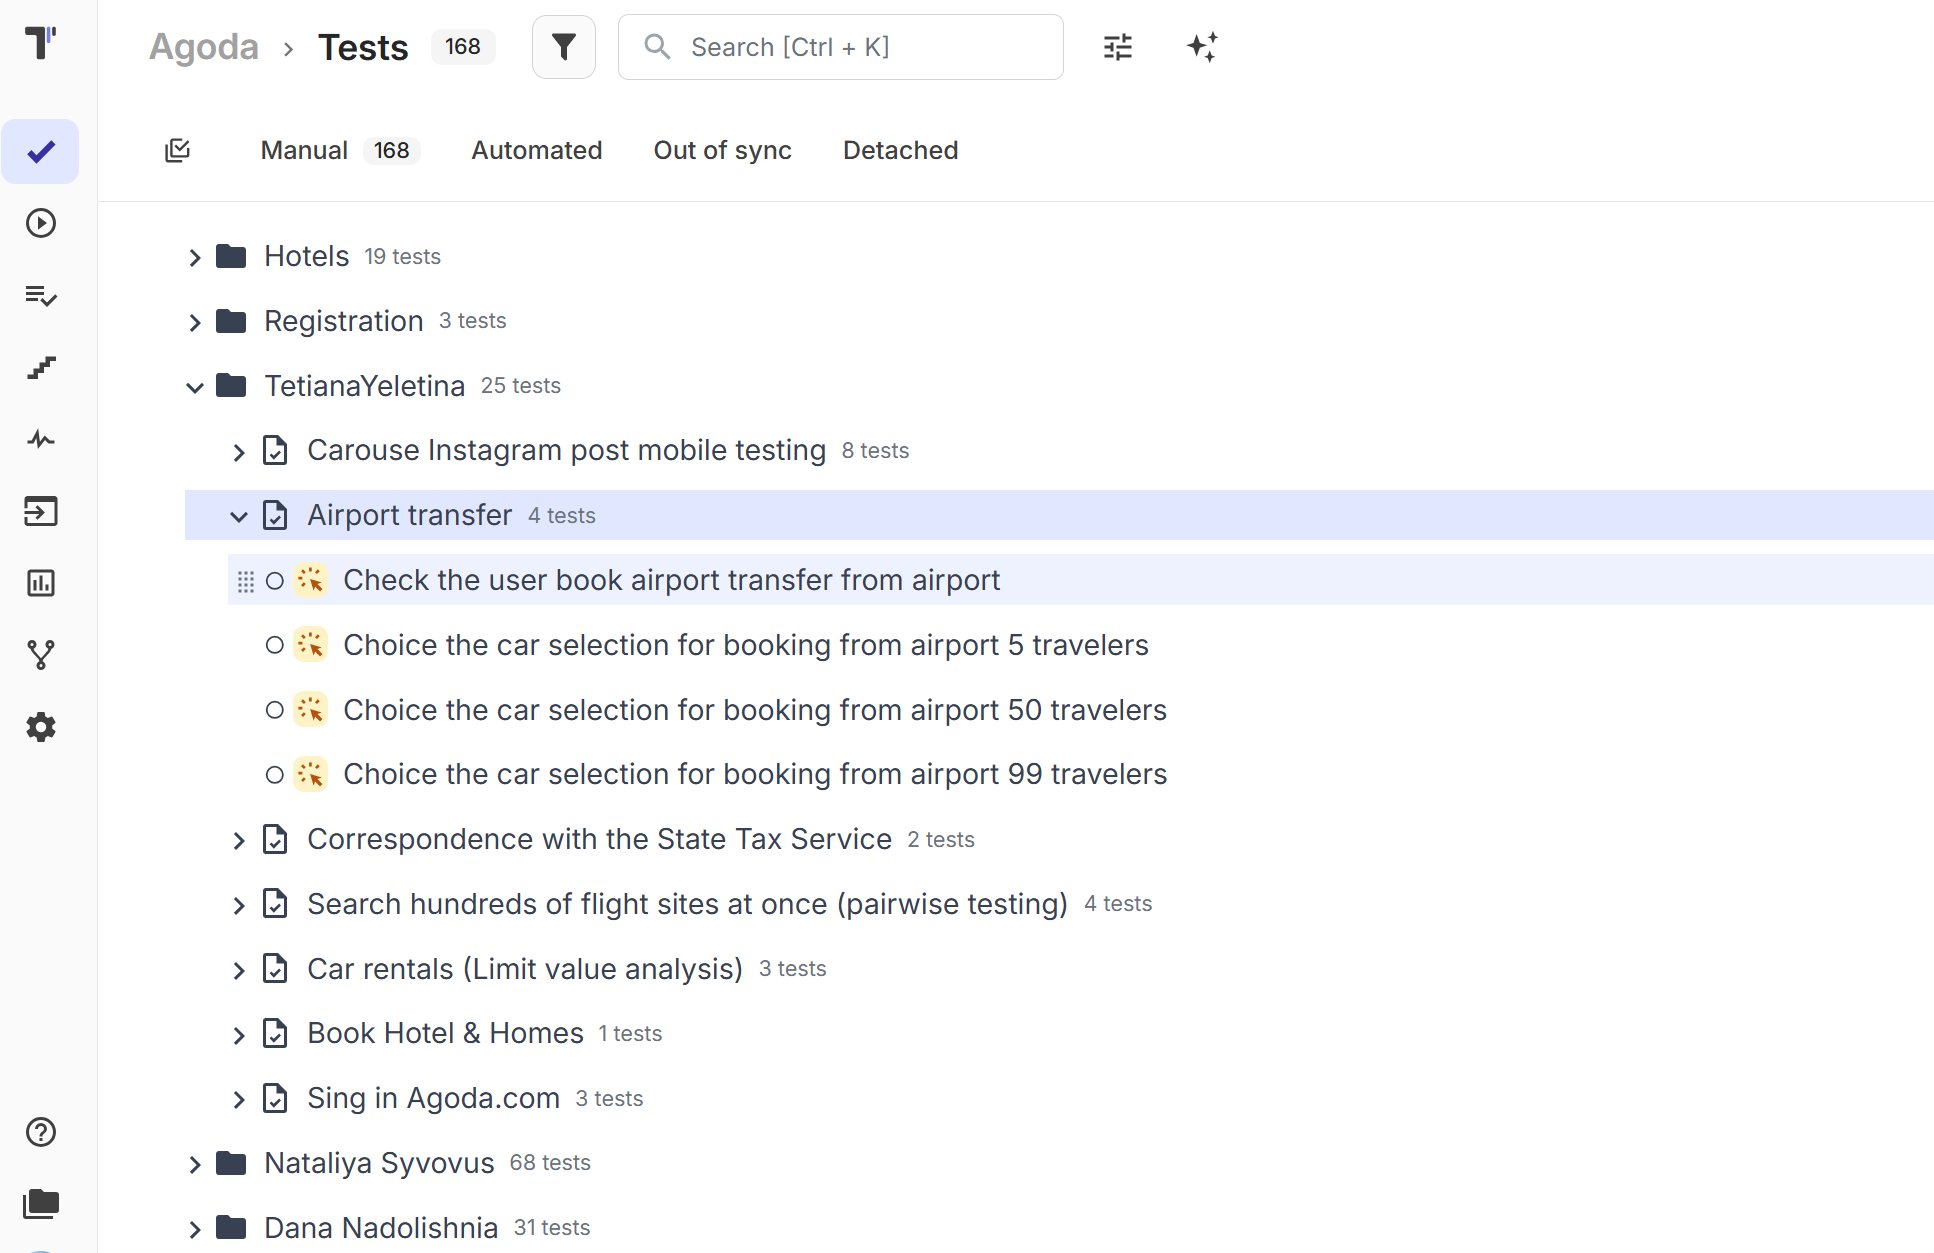 Agoda › Tests 168 Search [Ctrl + K]
Manual 168 Automated Out of sync Detached
Hotels 19 tests
Registration 3 tests
TetianaYeletina 25 tests
Carouse Instagram post mobile testing 8 tests
Airport transfer 4 tests
Check the user book airport transfer from airport
Choice the car selection for booking from airport 5 travelers
Choice the car selection for booking from airport 50 travelers
Choice the car selection for booking from airport 99 travelers
Correspondence with the State Tax Service 2 tests
Search hundreds of flight sites at once (pairwise testing) 4 tests
Car rentals (Limit value analysis) 3 tests
Book Hotel & Homes 1 tests
Sing in Agoda.com 3 tests
Nataliya Syvovus 68 tests
Dana Nadolishnia 31 tests